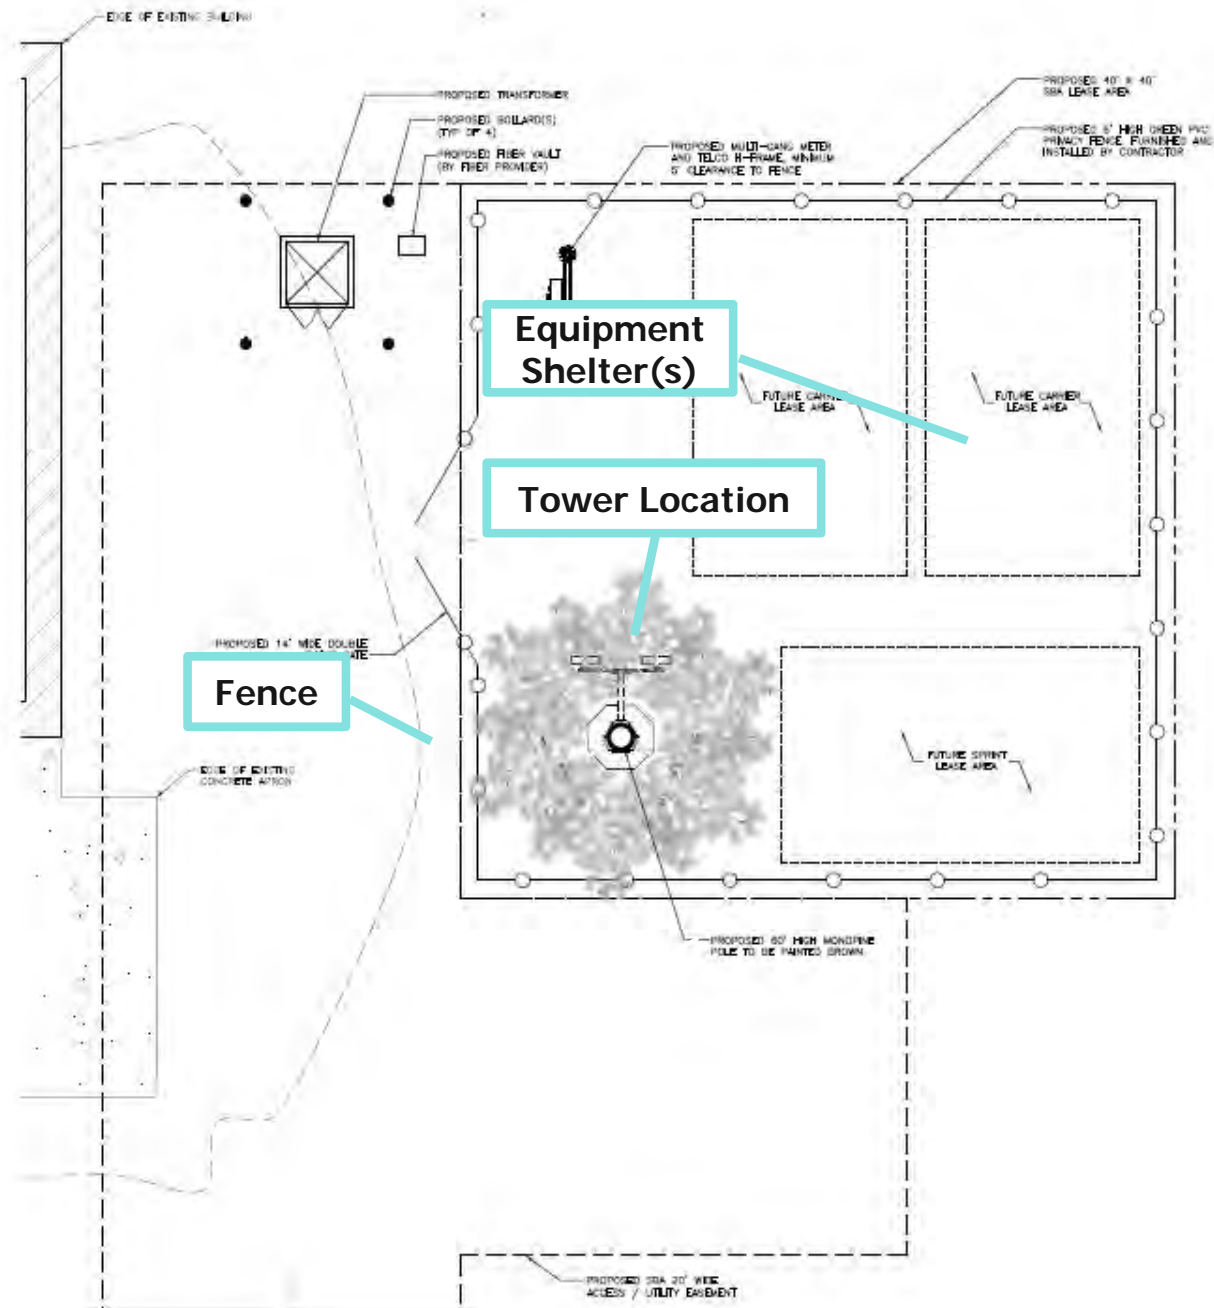 EDGE OF EXISTING BUILDING
PROPOSED TRANSFORMER
PROPOSED BOLLARD(S)
(TYP OF 4)
PROPOSED FIBER VAULT
(BY FIBER PROVIDER)
PROPOSED MULTI-GANG METER
AND TELCO H-FRAME, MINIMUM
5' CLEARANCE TO FENCE
PROPOSED 40' X 40'
SBA LEASE AREA
PROPOSED 6' HIGH GREEN PVC
PRIVACY FENCE FURNISHED AND
INSTALLED BY CONTRACTOR
Equipment
Shelter(s)
FUTURE CARRIER
LEASE AREA
FUTURE CARRIER
LEASE AREA
Tower Location
PROPOSED 14' WIDE DOUBLE
Fence
EDGE OF EXISTING
CONCRETE APRON
FUTURE SPRINT
LEASE AREA
PROPOSED 60' HIGH MONOPINE
POLE TO BE PAINTED BROWN
PROPOSED SBA 20' WIDE
ACCESS / UTILITY EASEMENT